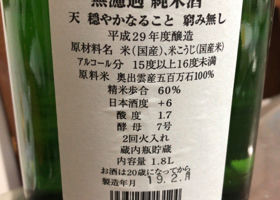 無濾過 純米酒
天 穏やかなること 窮み無し
平成29年度醸造
原材料名 米(国産)、米こうじ(国産米)
アルコール分 15度以上16度未満
原料米 奥出雲産五百万石100%
精米歩合 60%
日本酒度 +6
酸度 1.7
酵母 7号
2回火入れ
蔵内瓶貯蔵
内容量 1.8L
お酒は20歳になってから
製造年月 19.2.月